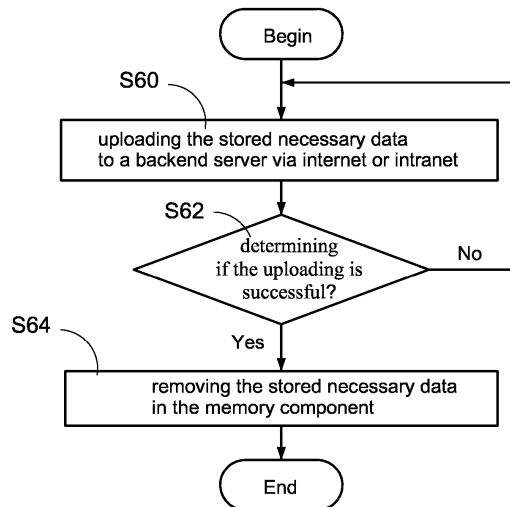 Begin
S60
uploading the stored necessary data
to a backend server via internet or intranet
S62
determining
if the uploading is
successful?
No
Yes
S64
removing the stored necessary data
in the memory component
End